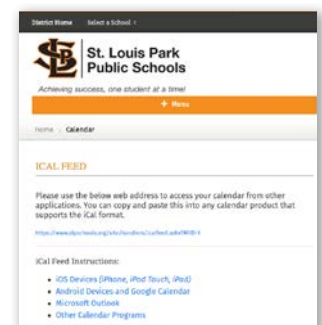 District Home Select a School
SLP
St. Louis Park
Public Schools
Achieving success, one student at a time!
+ Menu
Home Calendar
ICAL FEED
Please use the below web address to access your calendar from other
applications. You can copy and paste this into any calendar product that
supports the iCal format.
iCal Feed Instructions:
• iOS Devices (iPhone, iPod Touch, iPad)
• Android Devices and Google Calendar
• Microsoft Outlook
• Other Calendar Programs